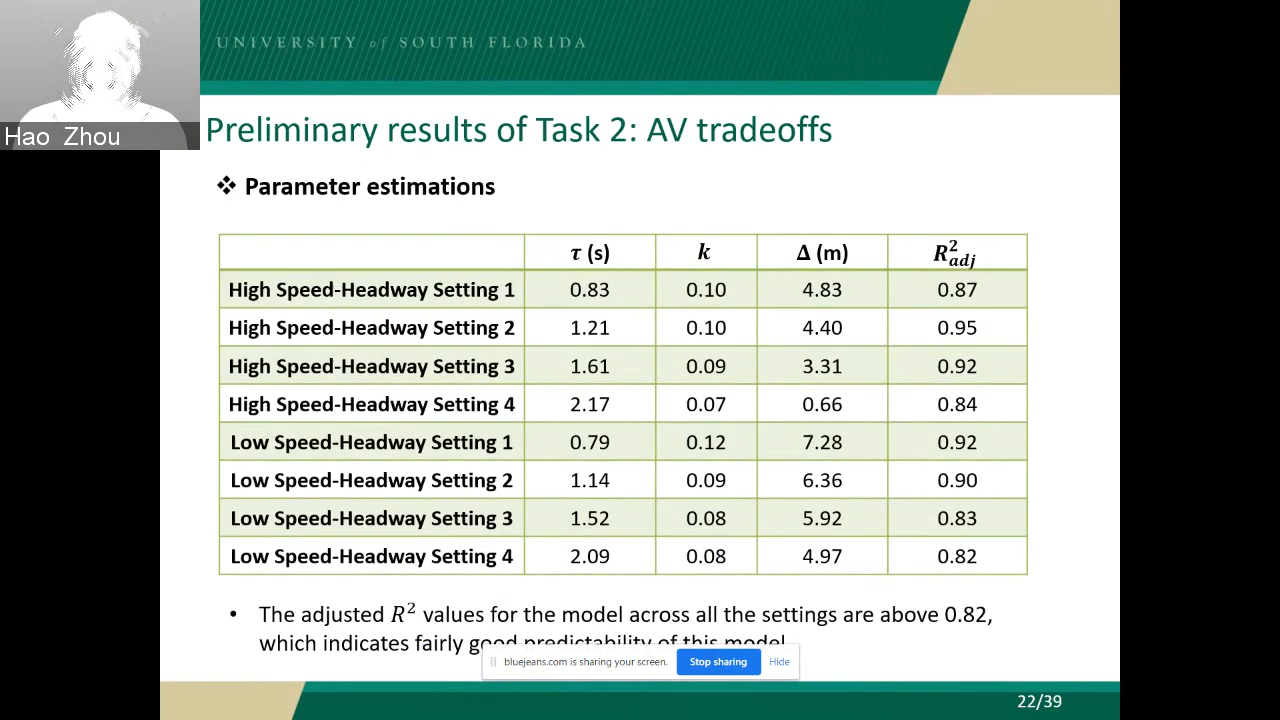 UNIVERSITY of SOUTH FLORIDA
Hao Zhou
Preliminary results of Task 2: AV tradeoffs
❖ Parameter estimations
τ (s) k Δ (m) R²adj
High Speed-Headway Setting 1 0.83 0.10 4.83 0.87
High Speed-Headway Setting 2 1.21 0.10 4.40 0.95
High Speed-Headway Setting 3 1.61 0.09 3.31 0.92
High Speed-Headway Setting 4 2.17 0.07 0.66 0.84
Low Speed-Headway Setting 1 0.79 0.12 7.28 0.92
Low Speed-Headway Setting 2 1.14 0.09 6.36 0.90
Low Speed-Headway Setting 3 1.52 0.08 5.92 0.83
Low Speed-Headway Setting 4 2.09 0.08 4.97 0.82
• The adjusted R² values for the model across all the settings are above 0.82,
which indicates fairly good predictability of this model
bluejeans.com is sharing your screen. Stop sharing Hide
22/39